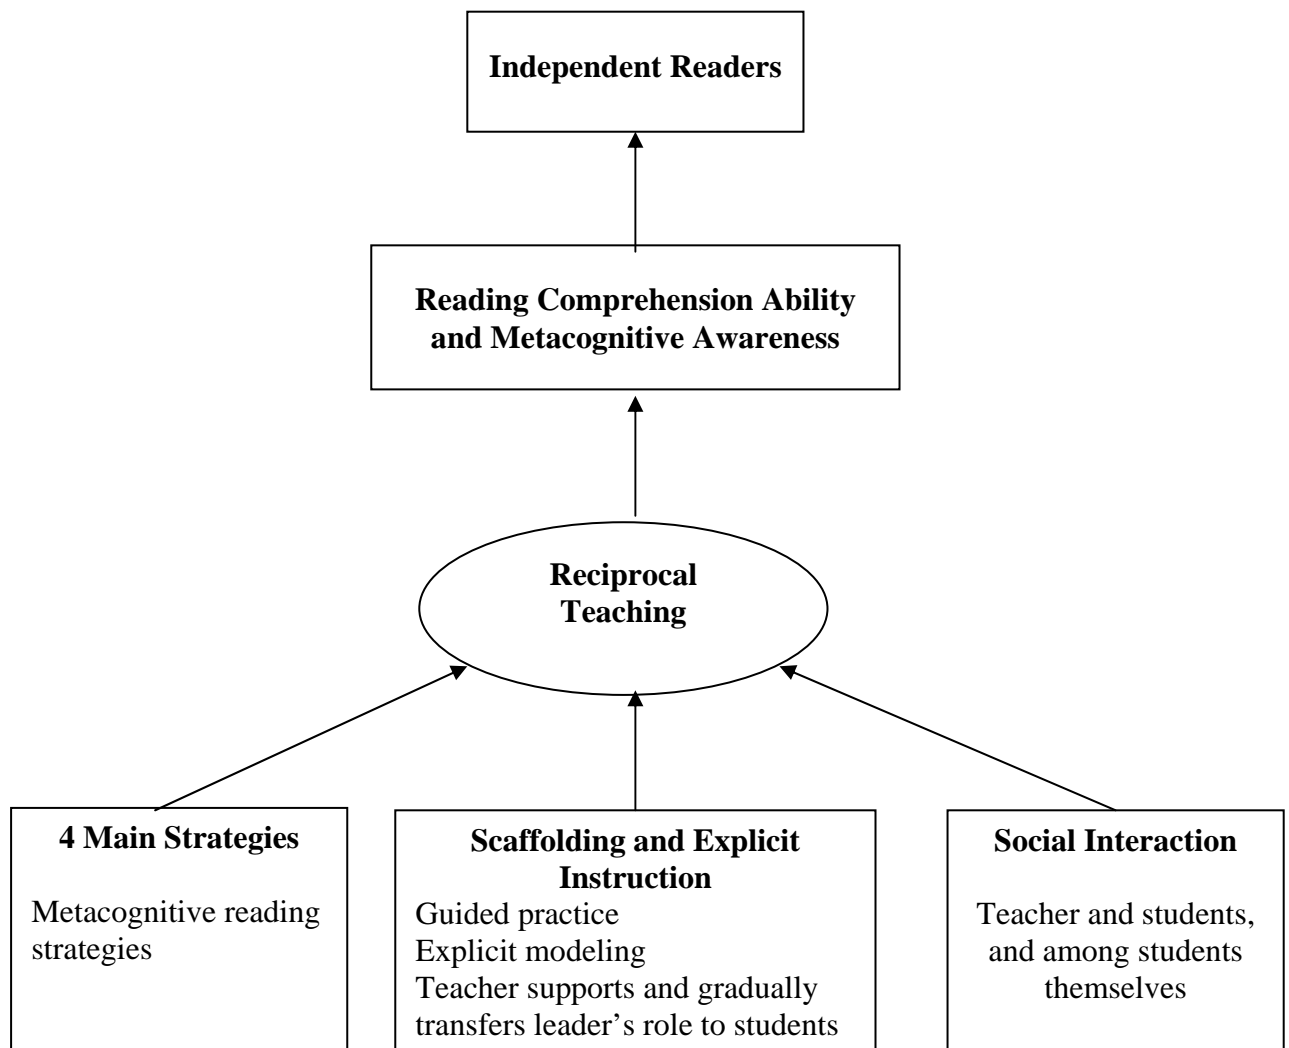 Independent Readers
Reading Comprehension Ability
and Metacognitive Awareness
Reciprocal
Teaching
4 Main Strategies
Metacognitive reading
strategies
Scaffolding and Explicit
Instruction
Guided practice
Explicit modeling
Teacher supports and gradually
transfers leader’s role to students
Social Interaction
Teacher and students,
and among students
themselves